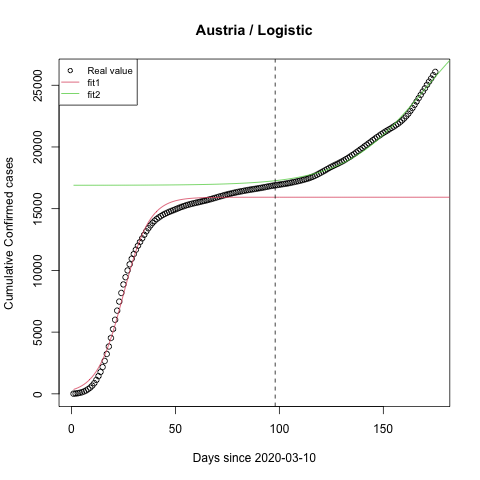 Austria / Logistic
Real value
fit1
fit2
Cumulative Confirmed cases
25000
20000
15000
10000
5000
0
0 50 100 150
Days since 2020-03-10